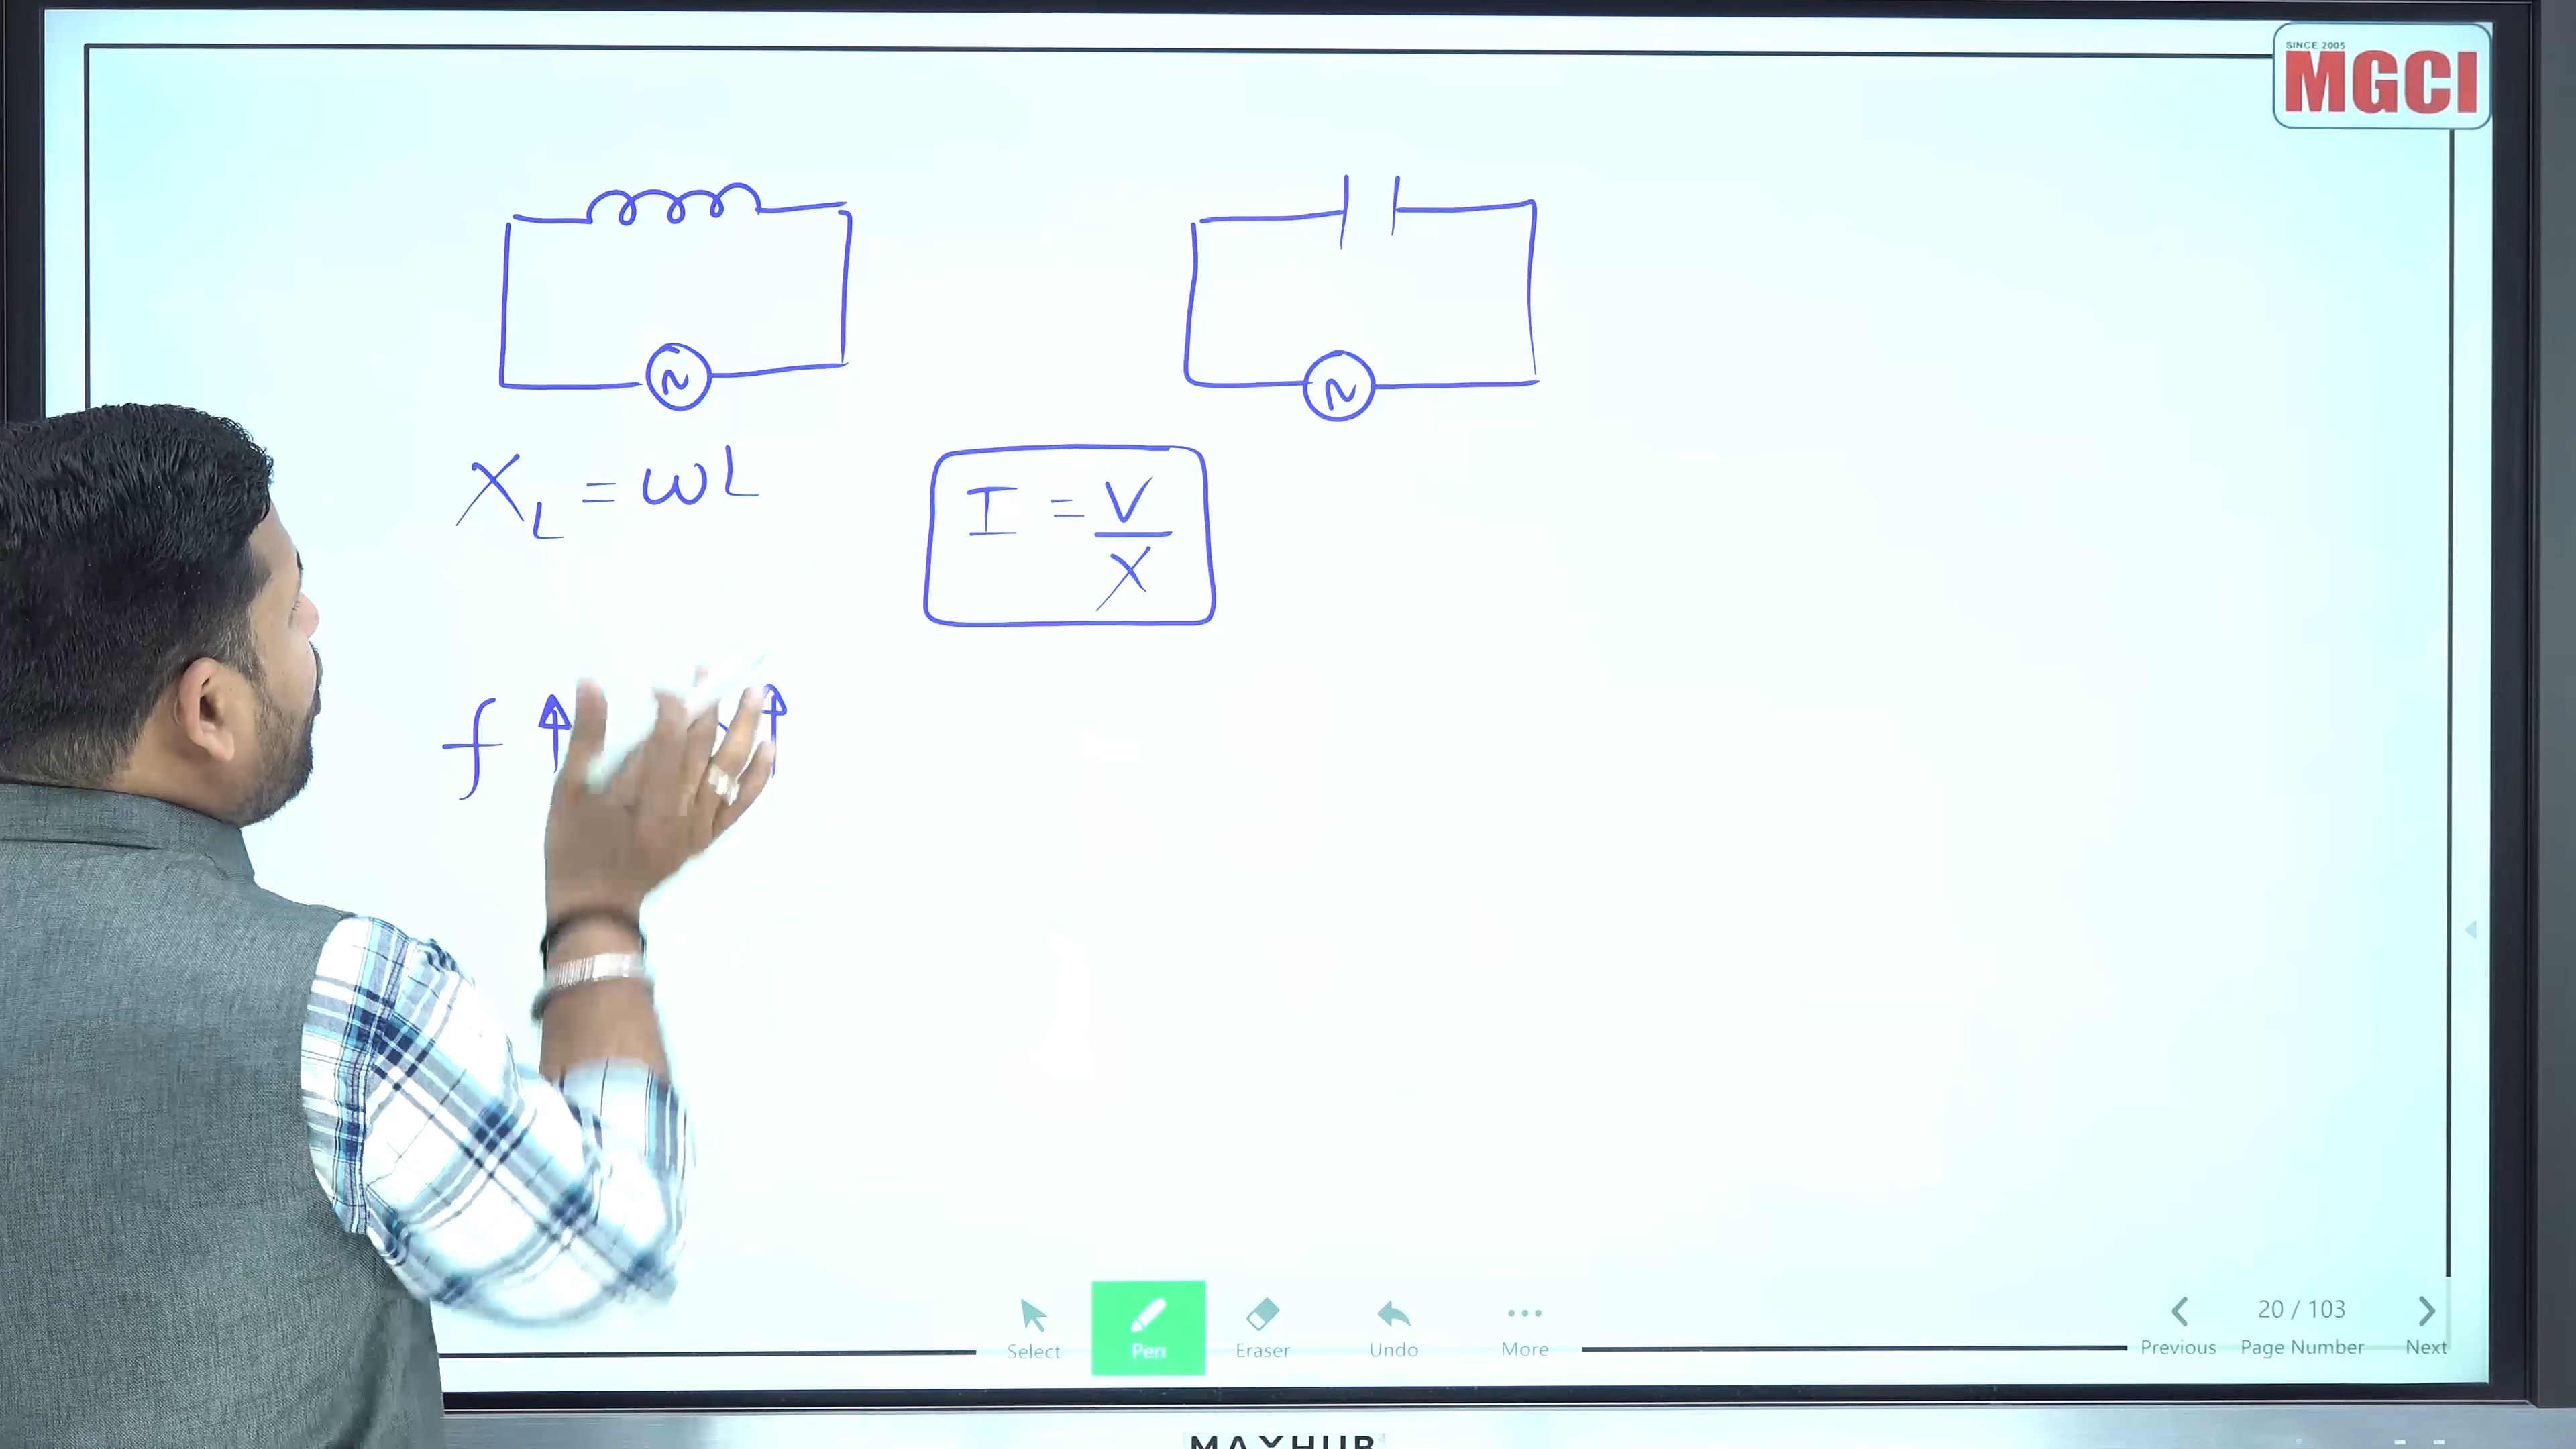 SINCE 2005
MGCI
X_L = ωL
I = V/X
f ↑
↑
Select
Pen
Eraser
Undo
More
Previous
20 / 103
Page Number
Next
MAXHUB